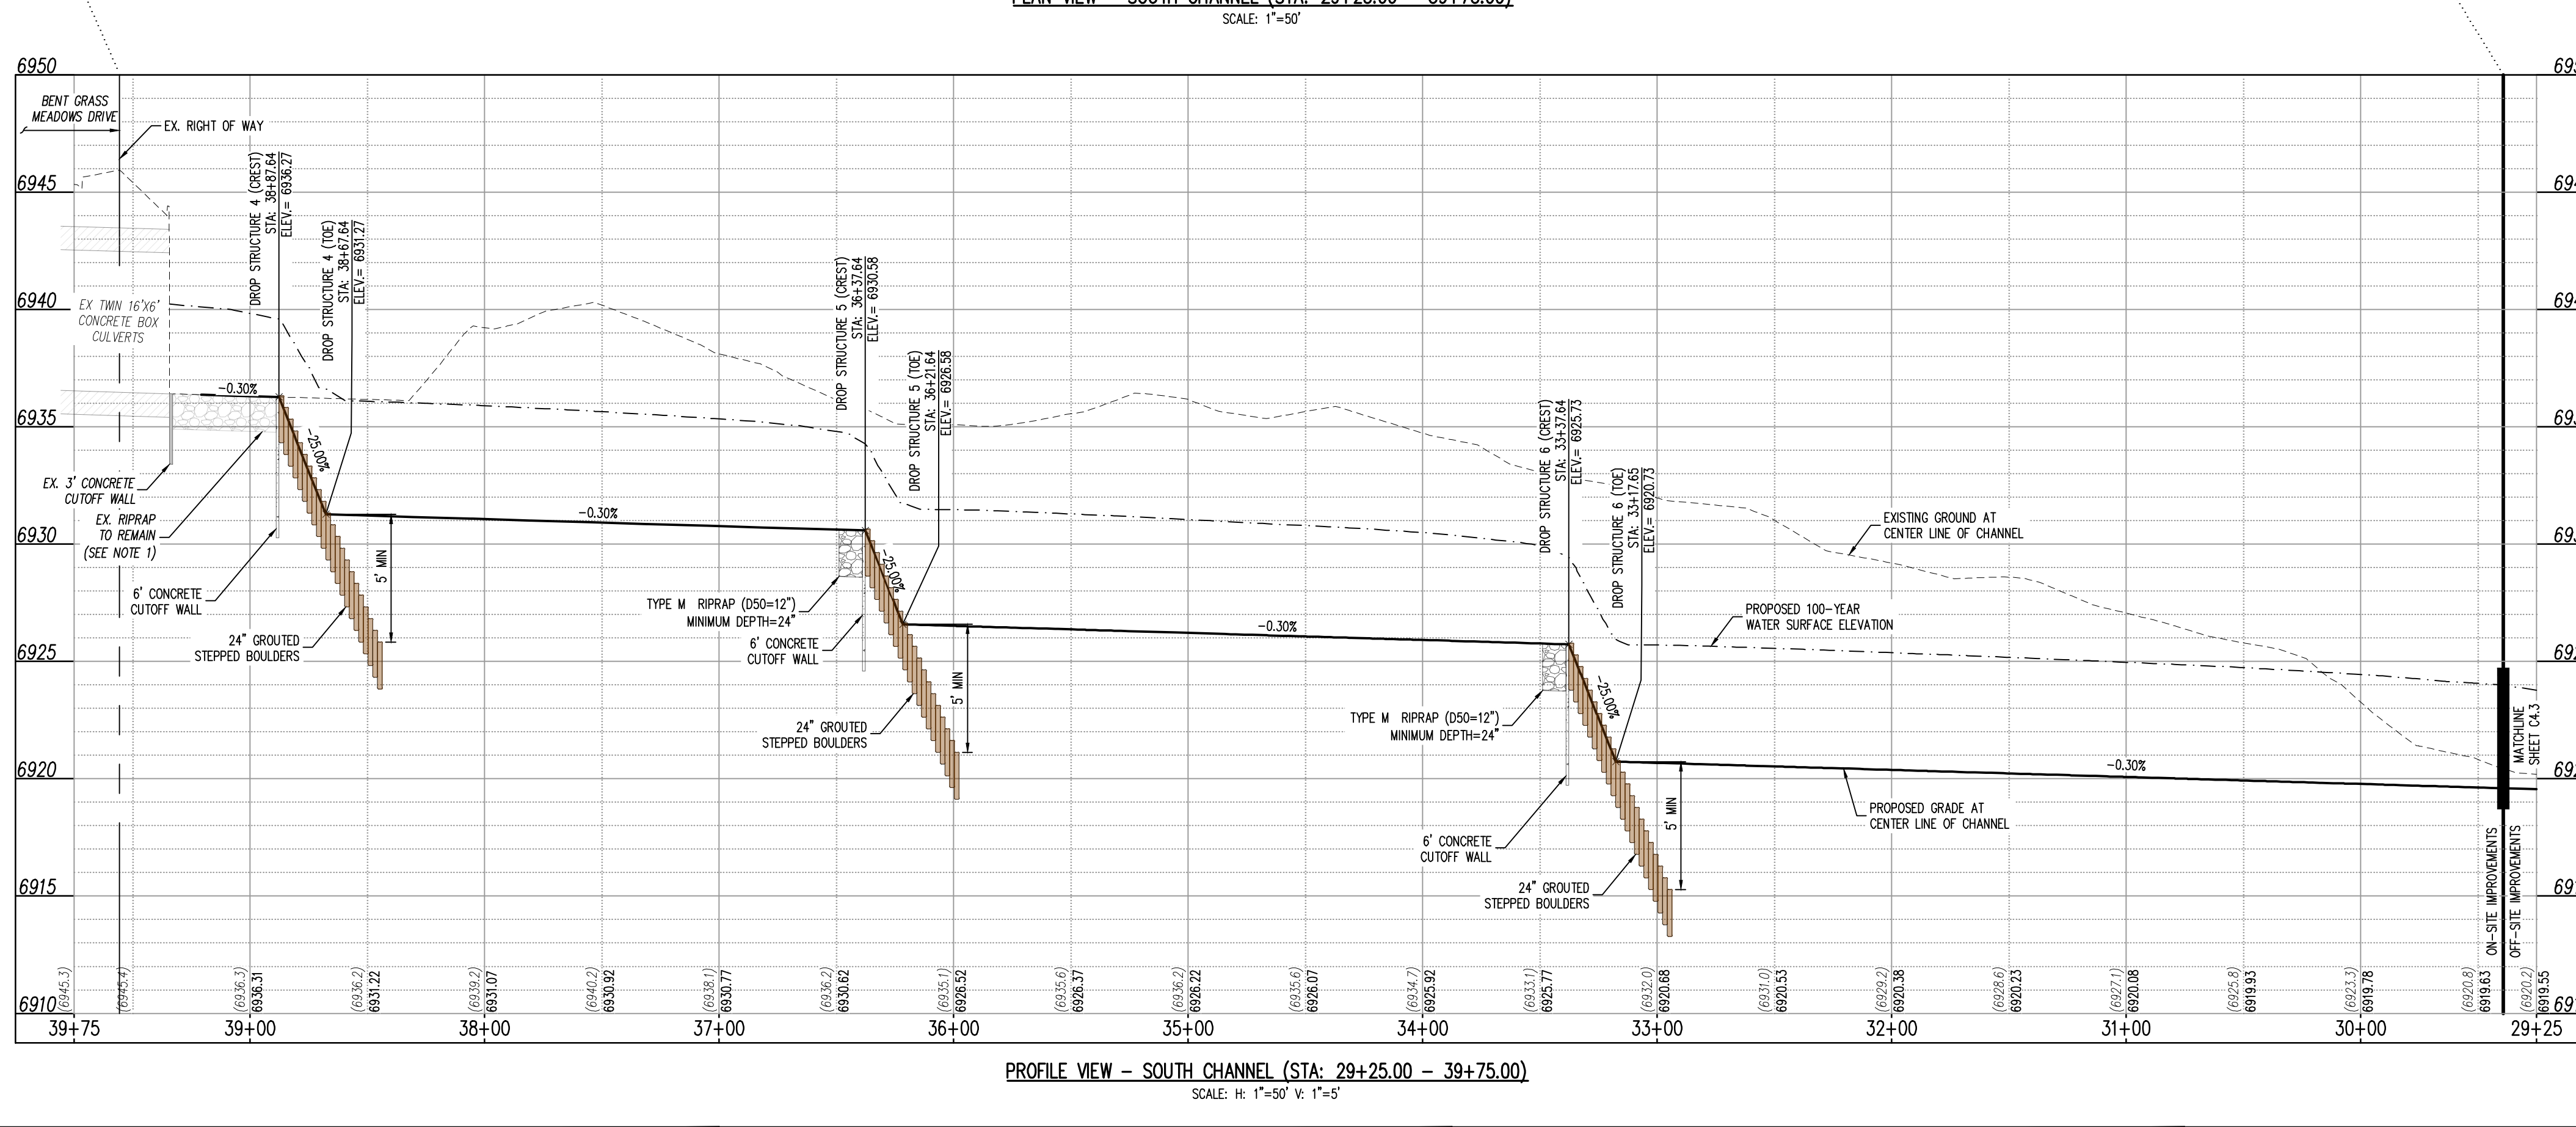 PLAN VIEW – SOUTH CHANNEL (STA: 29+25.00 – 39+75.00)
SCALE: 1"=50'
6950
BENT GRASS
MEADOWS DRIVE
EX. RIGHT OF WAY
6945
DROP STRUCTURE 4 (CREST)
STA: 38+87.64
ELEV.= 6936.27
DROP STRUCTURE 4 (TOE)
STA: 38+67.64
ELEV.= 6931.27
DROP STRUCTURE 5 (CREST)
STA: 36+37.64
ELEV.= 6930.58
DROP STRUCTURE 5 (TOE)
STA: 36+21.64
ELEV.= 6926.58
DROP STRUCTURE 6 (CREST)
STA: 33+37.64
ELEV.= 6925.73
DROP STRUCTURE 6 (TOE)
STA: 33+17.65
ELEV.= 6920.73
6940
EX TWIN 16'X6'
CONCRETE BOX
CULVERTS
-0.30%
6935
-25.00%
EX. 3' CONCRETE
CUTOFF WALL
EX. RIPRAP
TO REMAIN
(SEE NOTE 1)
-0.30%
6930
5' MIN
6' CONCRETE
CUTOFF WALL
24" GROUTED
STEPPED BOULDERS
-25.00%
TYPE M RIPRAP (D50=12")
MINIMUM DEPTH=24"
6' CONCRETE
CUTOFF WALL
-0.30%
5' MIN
24" GROUTED
STEPPED BOULDERS
EXISTING GROUND AT
CENTER LINE OF CHANNEL
PROPOSED 100-YEAR
WATER SURFACE ELEVATION
6925
-25.00%
TYPE M RIPRAP (D50=12")
MINIMUM DEPTH=24"
MATCHLINE
SHEET C4.3
6920
-0.30%
5' MIN
PROPOSED GRADE AT
CENTER LINE OF CHANNEL
6' CONCRETE
CUTOFF WALL
24" GROUTED
STEPPED BOULDERS
ON-SITE IMPROVEMENTS
OFF-SITE IMPROVEMENTS
6915
6910
(6945.3)
(6945.4)
(6936.3)
6936.31
(6936.2)
6931.22
(6939.2)
6931.07
(6940.2)
6930.92
(6938.1)
6930.77
(6936.2)
6930.62
(6935.1)
6926.52
(6935.6)
6926.37
(6936.2)
6926.22
(6935.6)
6926.07
(6934.7)
6925.92
(6933.1)
6925.77
(6932.0)
6920.68
(6931.0)
6920.53
(6929.2)
6920.38
(6928.6)
6920.23
(6927.1)
6920.08
(6925.8)
6919.93
(6923.3)
6919.78
(6920.8)
6919.63
(6920.2)
6919.55
39+75 39+00 38+00 37+00 36+00 35+00 34+00 33+00 32+00 31+00 30+00 29+25
PROFILE VIEW – SOUTH CHANNEL (STA: 29+25.00 – 39+75.00)
SCALE: H: 1"=50' V: 1"=5'